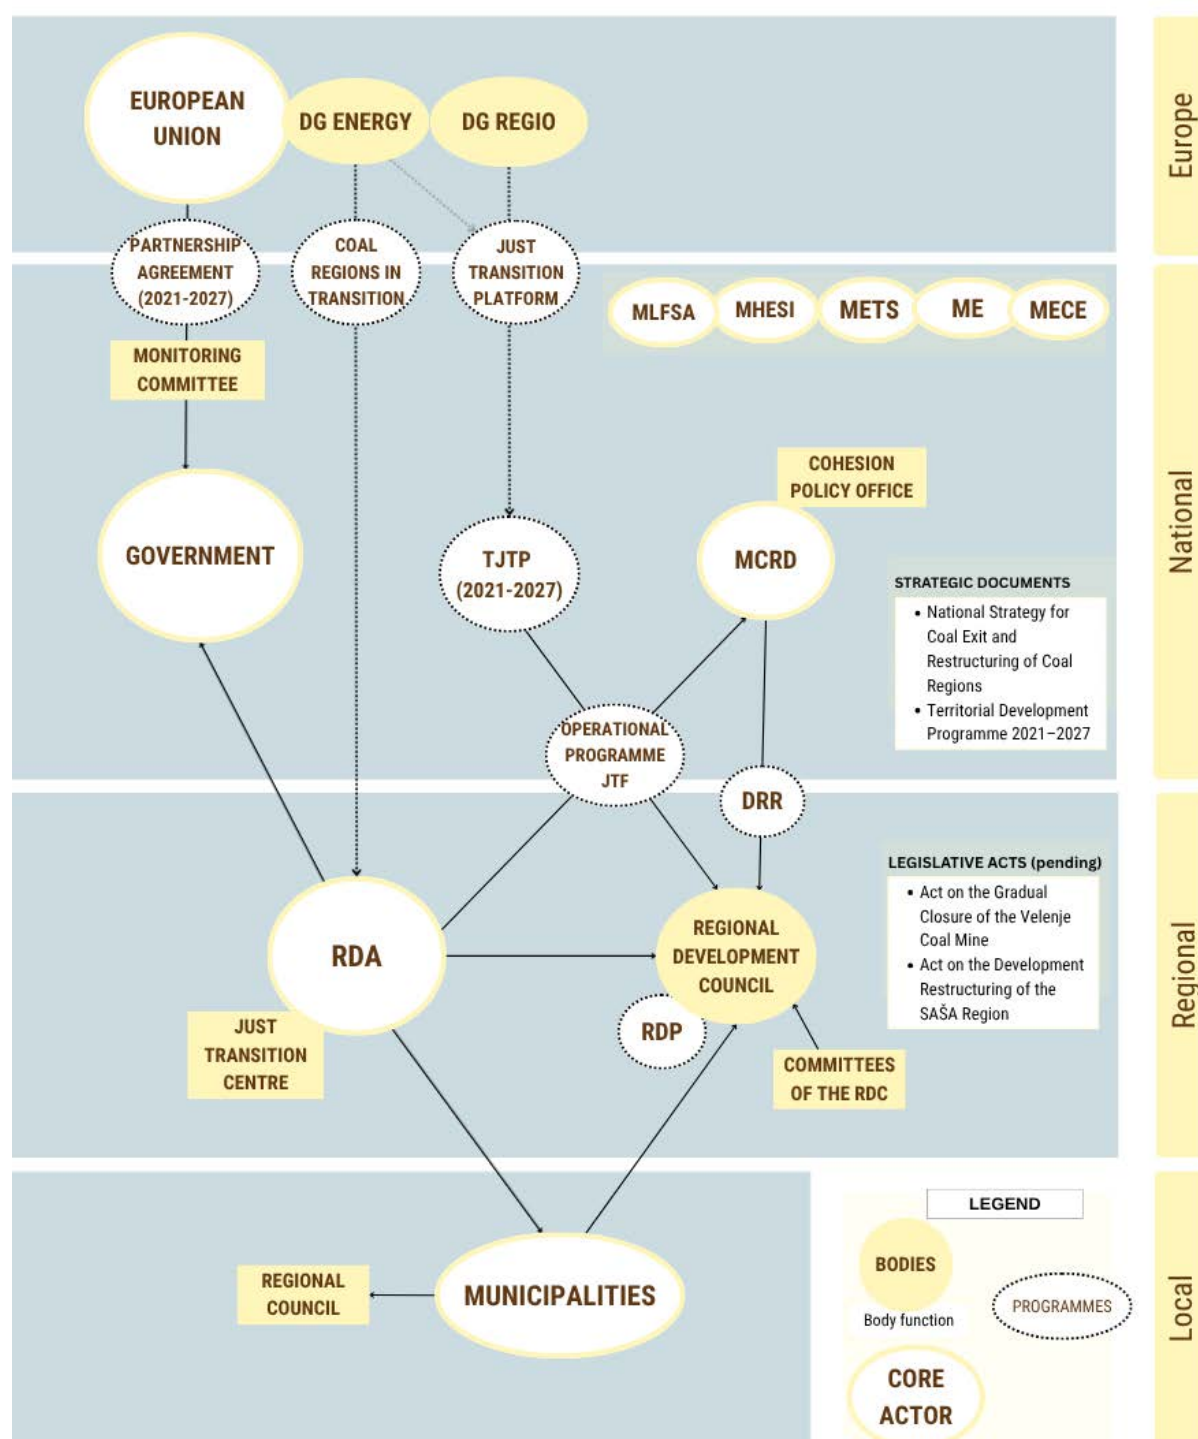 EUROPEAN
UNION
DG ENERGY
DG REGIO
Europe
PARTNERSHIP
AGREEMENT
(2021-2027)
COAL
REGIONS IN
TRANSITION
JUST
TRANSITION
PLATFORM
MLFSA
MHESI
METS
ME
MECE
MONITORING
COMMITTEE
National
COHESION
POLICY OFFICE
GOVERNMENT
TJTP
(2021-2027)
MCRD
STRATEGIC DOCUMENTS
• National Strategy for
Coal Exit and
Restructuring of Coal
Regions
• Territorial Development
Programme 2021–2027
OPERATIONAL
PROGRAMME
JTF
DRR
LEGISLATIVE ACTS (pending)
• Act on the Gradual
Closure of the Velenje
Coal Mine
• Act on the Development
Restructuring of the
SAŠA Region
Regional
RDA
REGIONAL
DEVELOPMENT
COUNCIL
JUST
TRANSITION
CENTRE
RDP
COMMITTEES
OF THE RDC
Local
REGIONAL
COUNCIL
MUNICIPALITIES
LEGEND
BODIES
Body function
PROGRAMMES
CORE
ACTOR